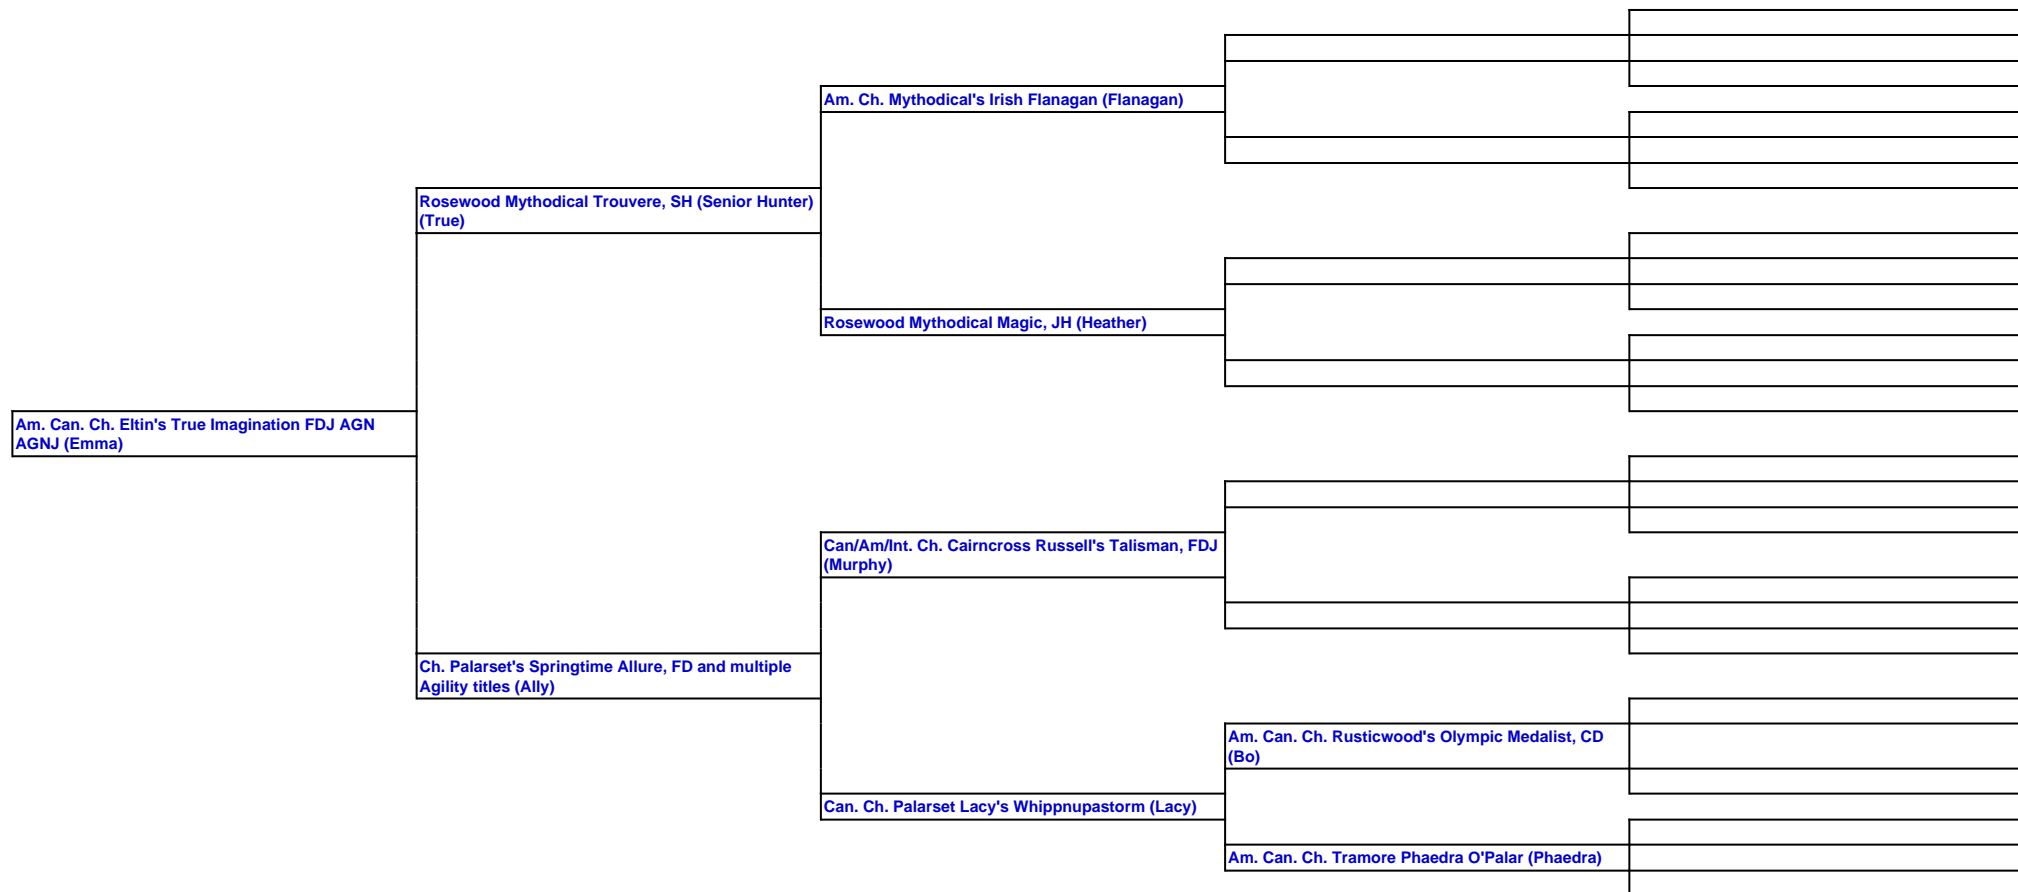 Am. Ch. Mythodical's Irish Flanagan (Flanagan)
Rosewood Mythodical Trouvere, SH (Senior Hunter)
(True)
Rosewood Mythodical Magic, JH (Heather)
Am. Can. Ch. Eltin's True Imagination FDJ AGN
AGNJ (Emma)
Can/Am/Int. Ch. Cairncross Russell's Talisman, FDJ
(Murphy)
Ch. Palarset's Springtime Allure, FD and multiple
Agility titles (Ally)
Am. Can. Ch. Rusticwood's Olympic Medalist, CD
(Bo)
Can. Ch. Palarset Lacy's Whippnupastorm (Lacy)
Am. Can. Ch. Tramore Phaedra O'Palar (Phaedra)